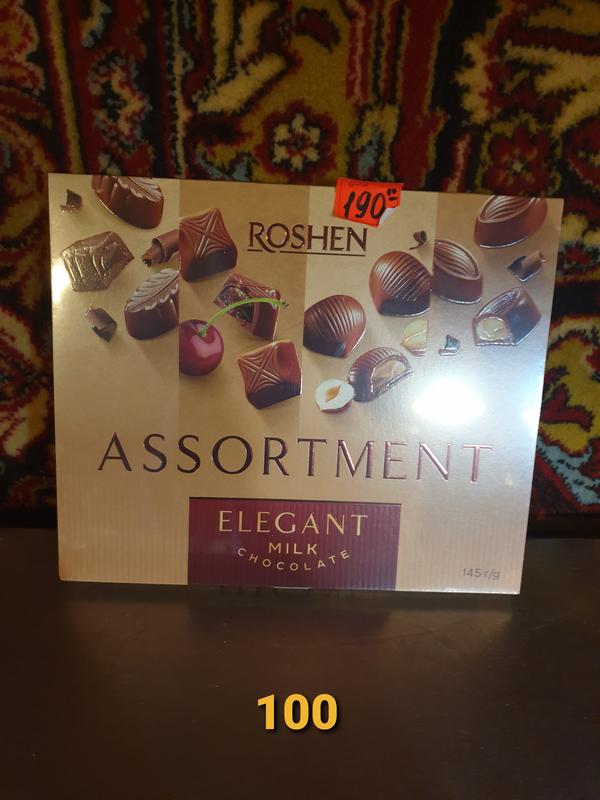 190
ROSHEN
ASSORTMENT
ELEGANT
MILK
CHOCOLATE
145 г/g
100